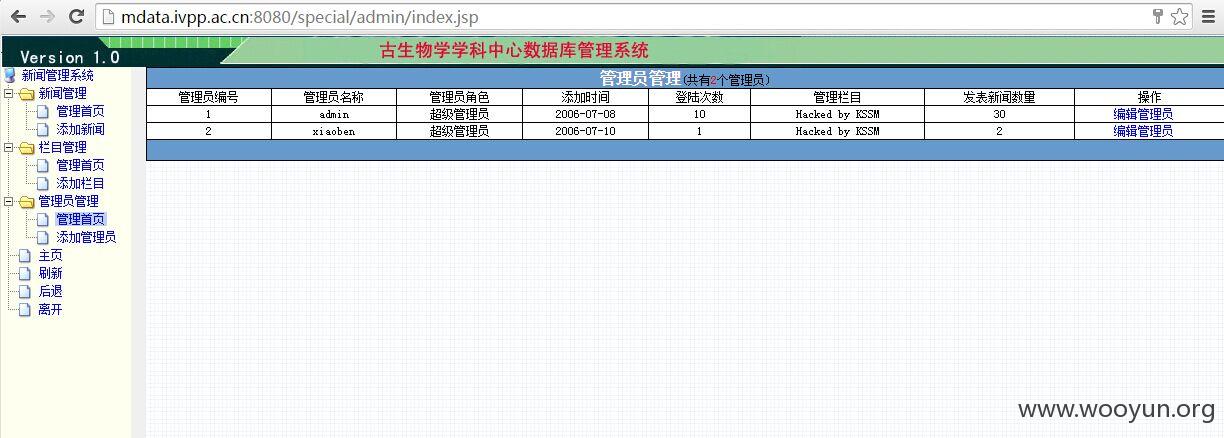 mdata.ivpp.ac.cn:8080/special/admin/index.jsp
Version 1.0
古生物学学科中心数据库管理系统
新闻管理系统
新闻管理
管理首页
添加新闻
栏目管理
管理首页
添加栏目
管理员管理
管理首页
添加管理员
主页
刷新
后退
离开
管理员管理(共有2个管理员)
管理员编号 管理员名称 管理员角色 添加时间 登陆次数 管理栏目 发表新闻数量 操作
1 admin 超级管理员 2006-07-08 10 Hacked by KSSM 30 编辑管理员
2 xiaoben 超级管理员 2006-07-10 1 Hacked by KSSM 2 编辑管理员
www.wooyun.org